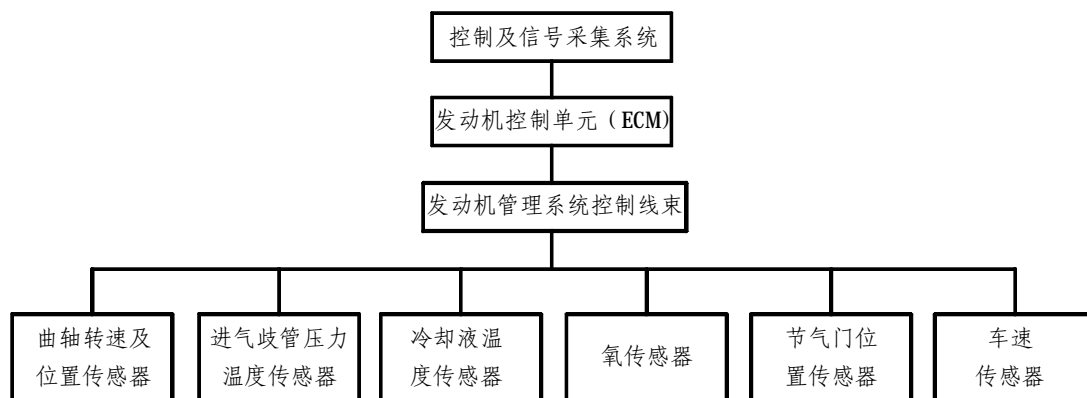 控制及信号采集系统
发动机控制单元（ECM)
发动机管理系统控制线束
曲轴转速及
位置传感器
进气歧管压力
温度传感器
冷却液温
度传感器
氧传感器
节气门位
置传感器
车速
传感器